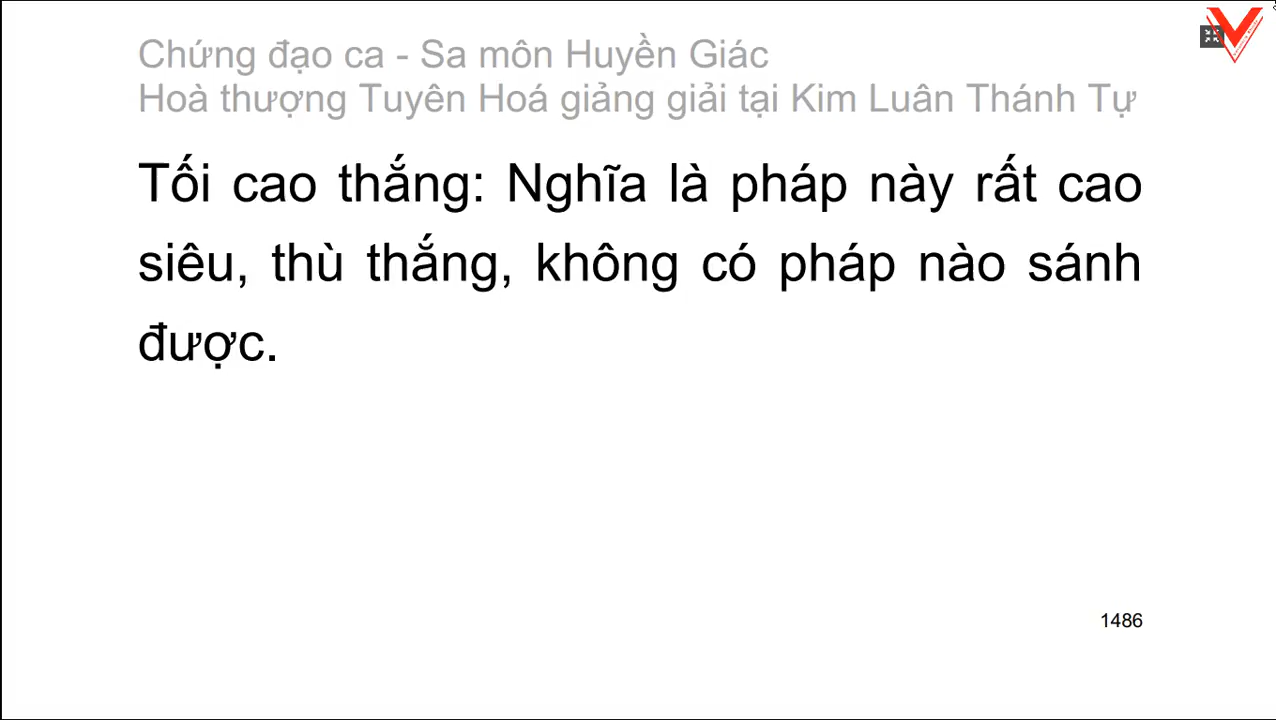 Chứng đạo ca - Sa môn Huyền Giác
Hoà thượng Tuyên Hoá giảng giải tại Kim Luân Thánh Tự
Tối cao thắng: Nghĩa là pháp này rất cao
siêu, thù thắng, không có pháp nào sánh
được.
1486